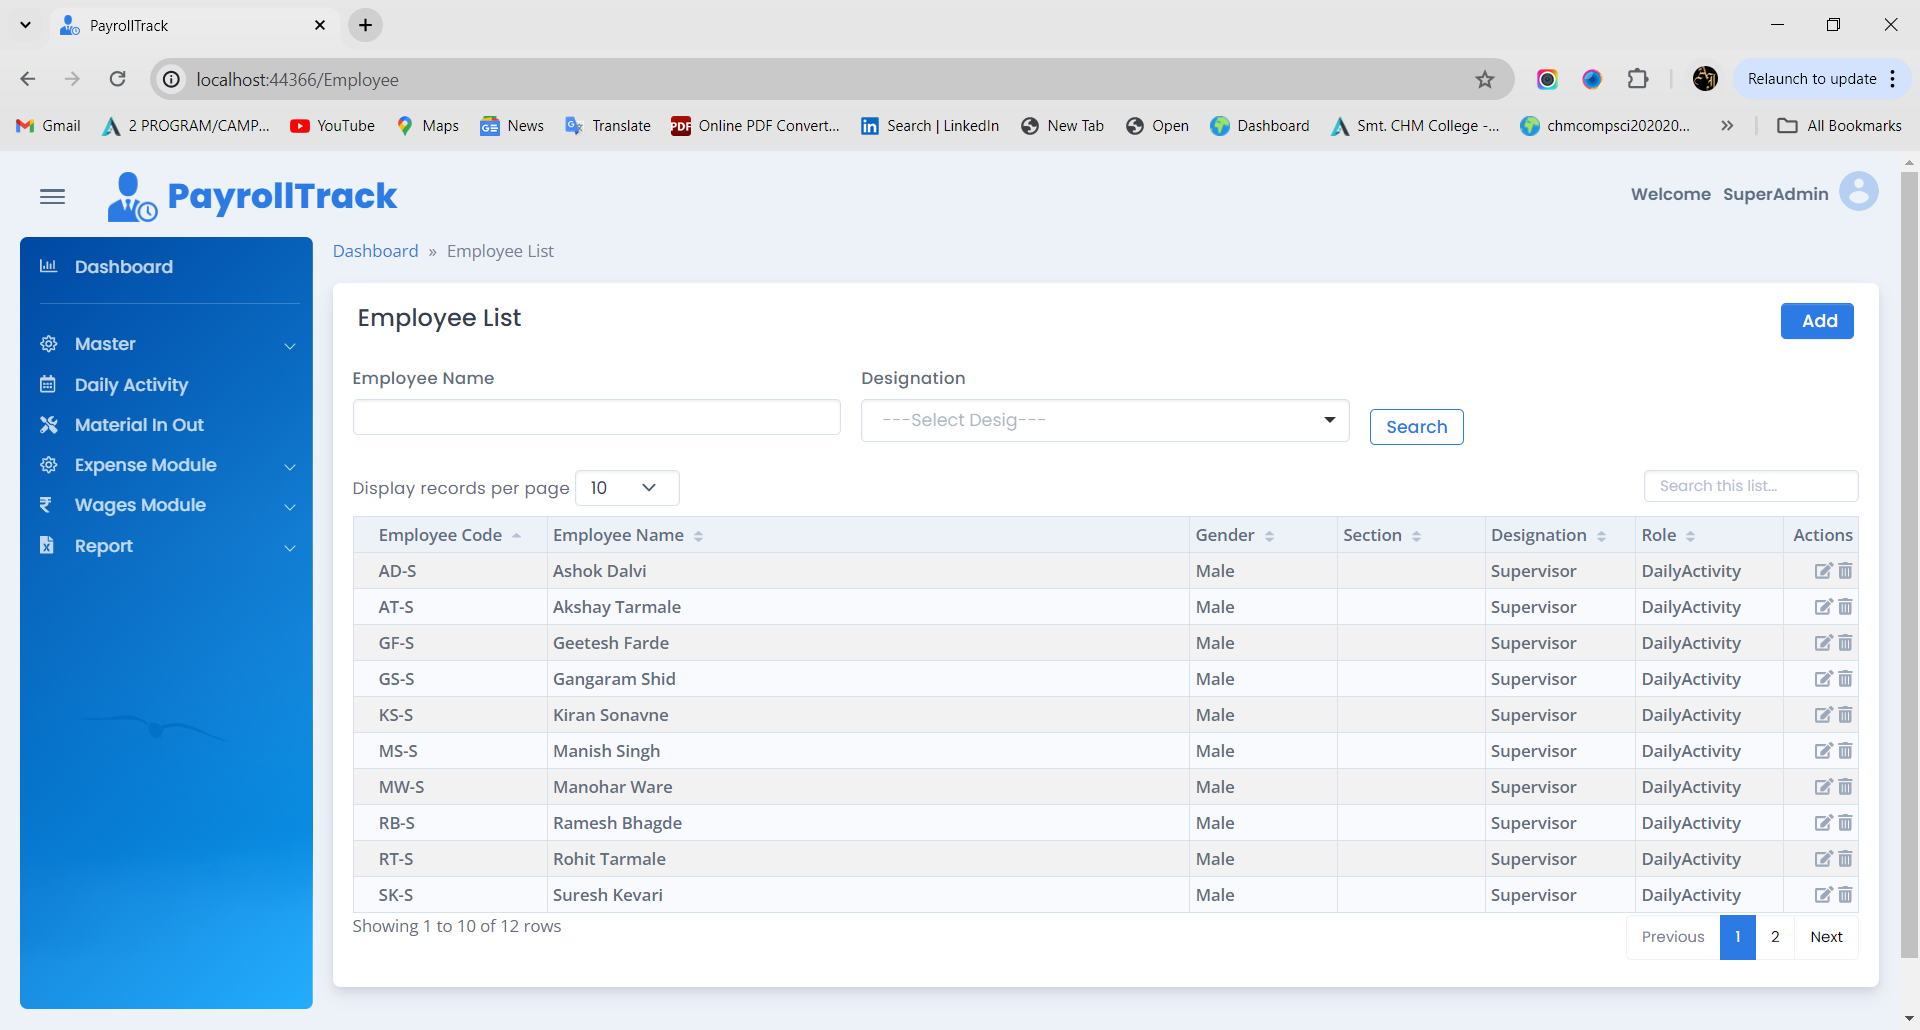 PayrollTrack
localhost:44366/Employee
Relaunch to update
Gmail
2 PROGRAM/CAMP...
YouTube
Maps
News
Translate
Online PDF Convert...
Search | LinkedIn
New Tab
Open
Dashboard
Smt. CHM College -...
chmcompsci202020...
All Bookmarks
PayrollTrack
Welcome SuperAdmin
Dashboard
Master
Daily Activity
Material In Out
Expense Module
Wages Module
Report
Dashboard » Employee List
Employee List
Add
Employee Name
Designation
---Select Desig---
Search
Display records per page 10
Search this list...
Employee Code Employee Name Gender Section Designation Role Actions
AD-S Ashok Dalvi Male Supervisor DailyActivity
AT-S Akshay Tarmale Male Supervisor DailyActivity
GF-S Geetesh Farde Male Supervisor DailyActivity
GS-S Gangaram Shid Male Supervisor DailyActivity
KS-S Kiran Sonavne Male Supervisor DailyActivity
MS-S Manish Singh Male Supervisor DailyActivity
MW-S Manohar Ware Male Supervisor DailyActivity
RB-S Ramesh Bhagde Male Supervisor DailyActivity
RT-S Rohit Tarmale Male Supervisor DailyActivity
SK-S Suresh Kevari Male Supervisor DailyActivity
Showing 1 to 10 of 12 rows
Previous 1 2 Next